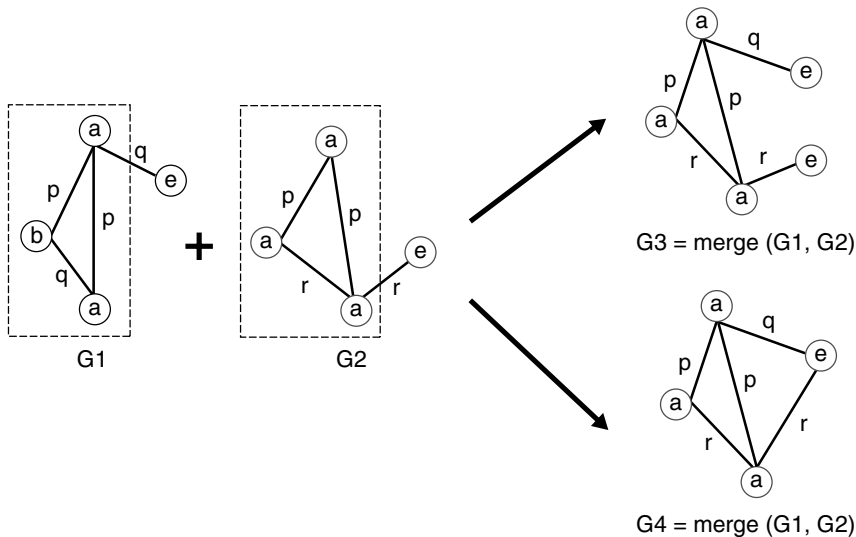 a
q
e
p
p
b
q
a
G1
+
a
p
p
a
e
r
r
a
G2
a
q
e
p
p
a
r
r
e
a
G3 = merge (G1, G2)
a
q
e
p
p
a
r
r
a
G4 = merge (G1, G2)